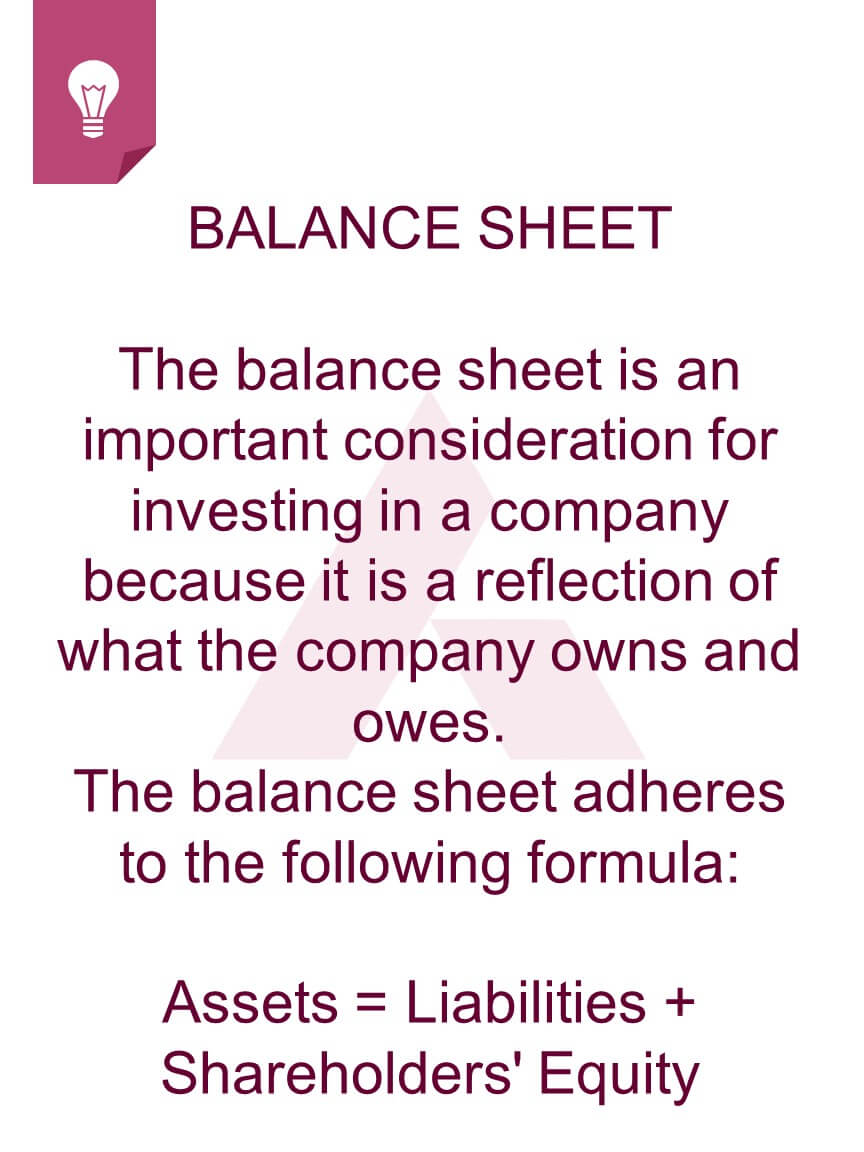 BALANCE SHEET
The balance sheet is an
important consideration for
investing in a company
because it is a reflection of
what the company owns and
owes.
The balance sheet adheres
to the following formula:
Assets = Liabilities +
Shareholders' Equity